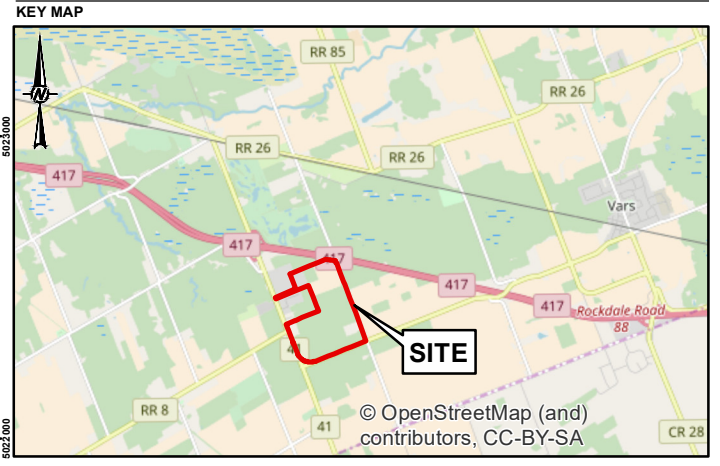 KEY MAP
N
RR 85
RR 26
RR 26
RR 26
417
Vars
417
417
417
417
Rockdale Road
88
41
SITE
RR 8
41
© OpenStreetMap (and)
contributors, CC-BY-SA
CR 28
5023000
5022000